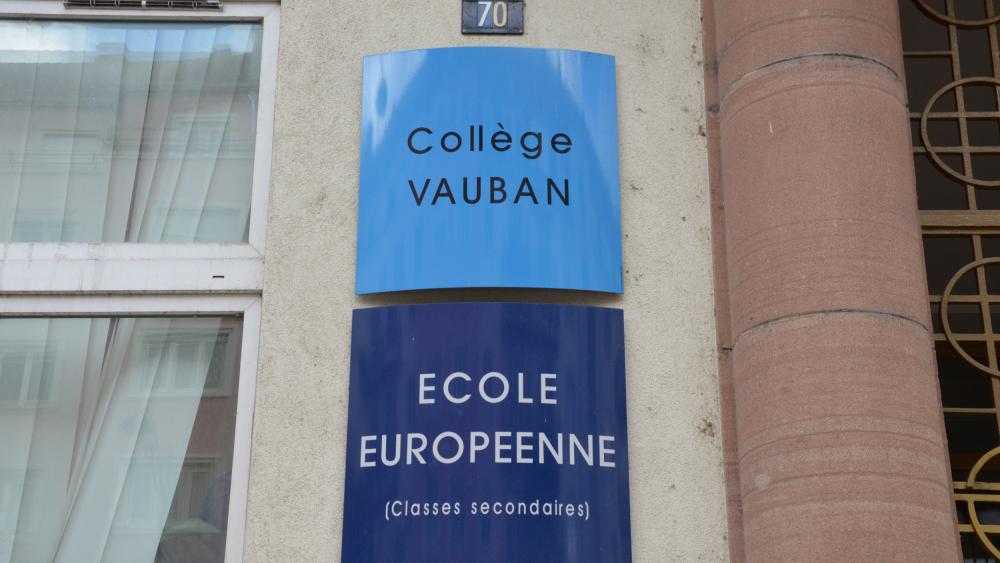 70
Collège
VAUBAN
ECOLE
EUROPEENNE
(Classes secondaires)